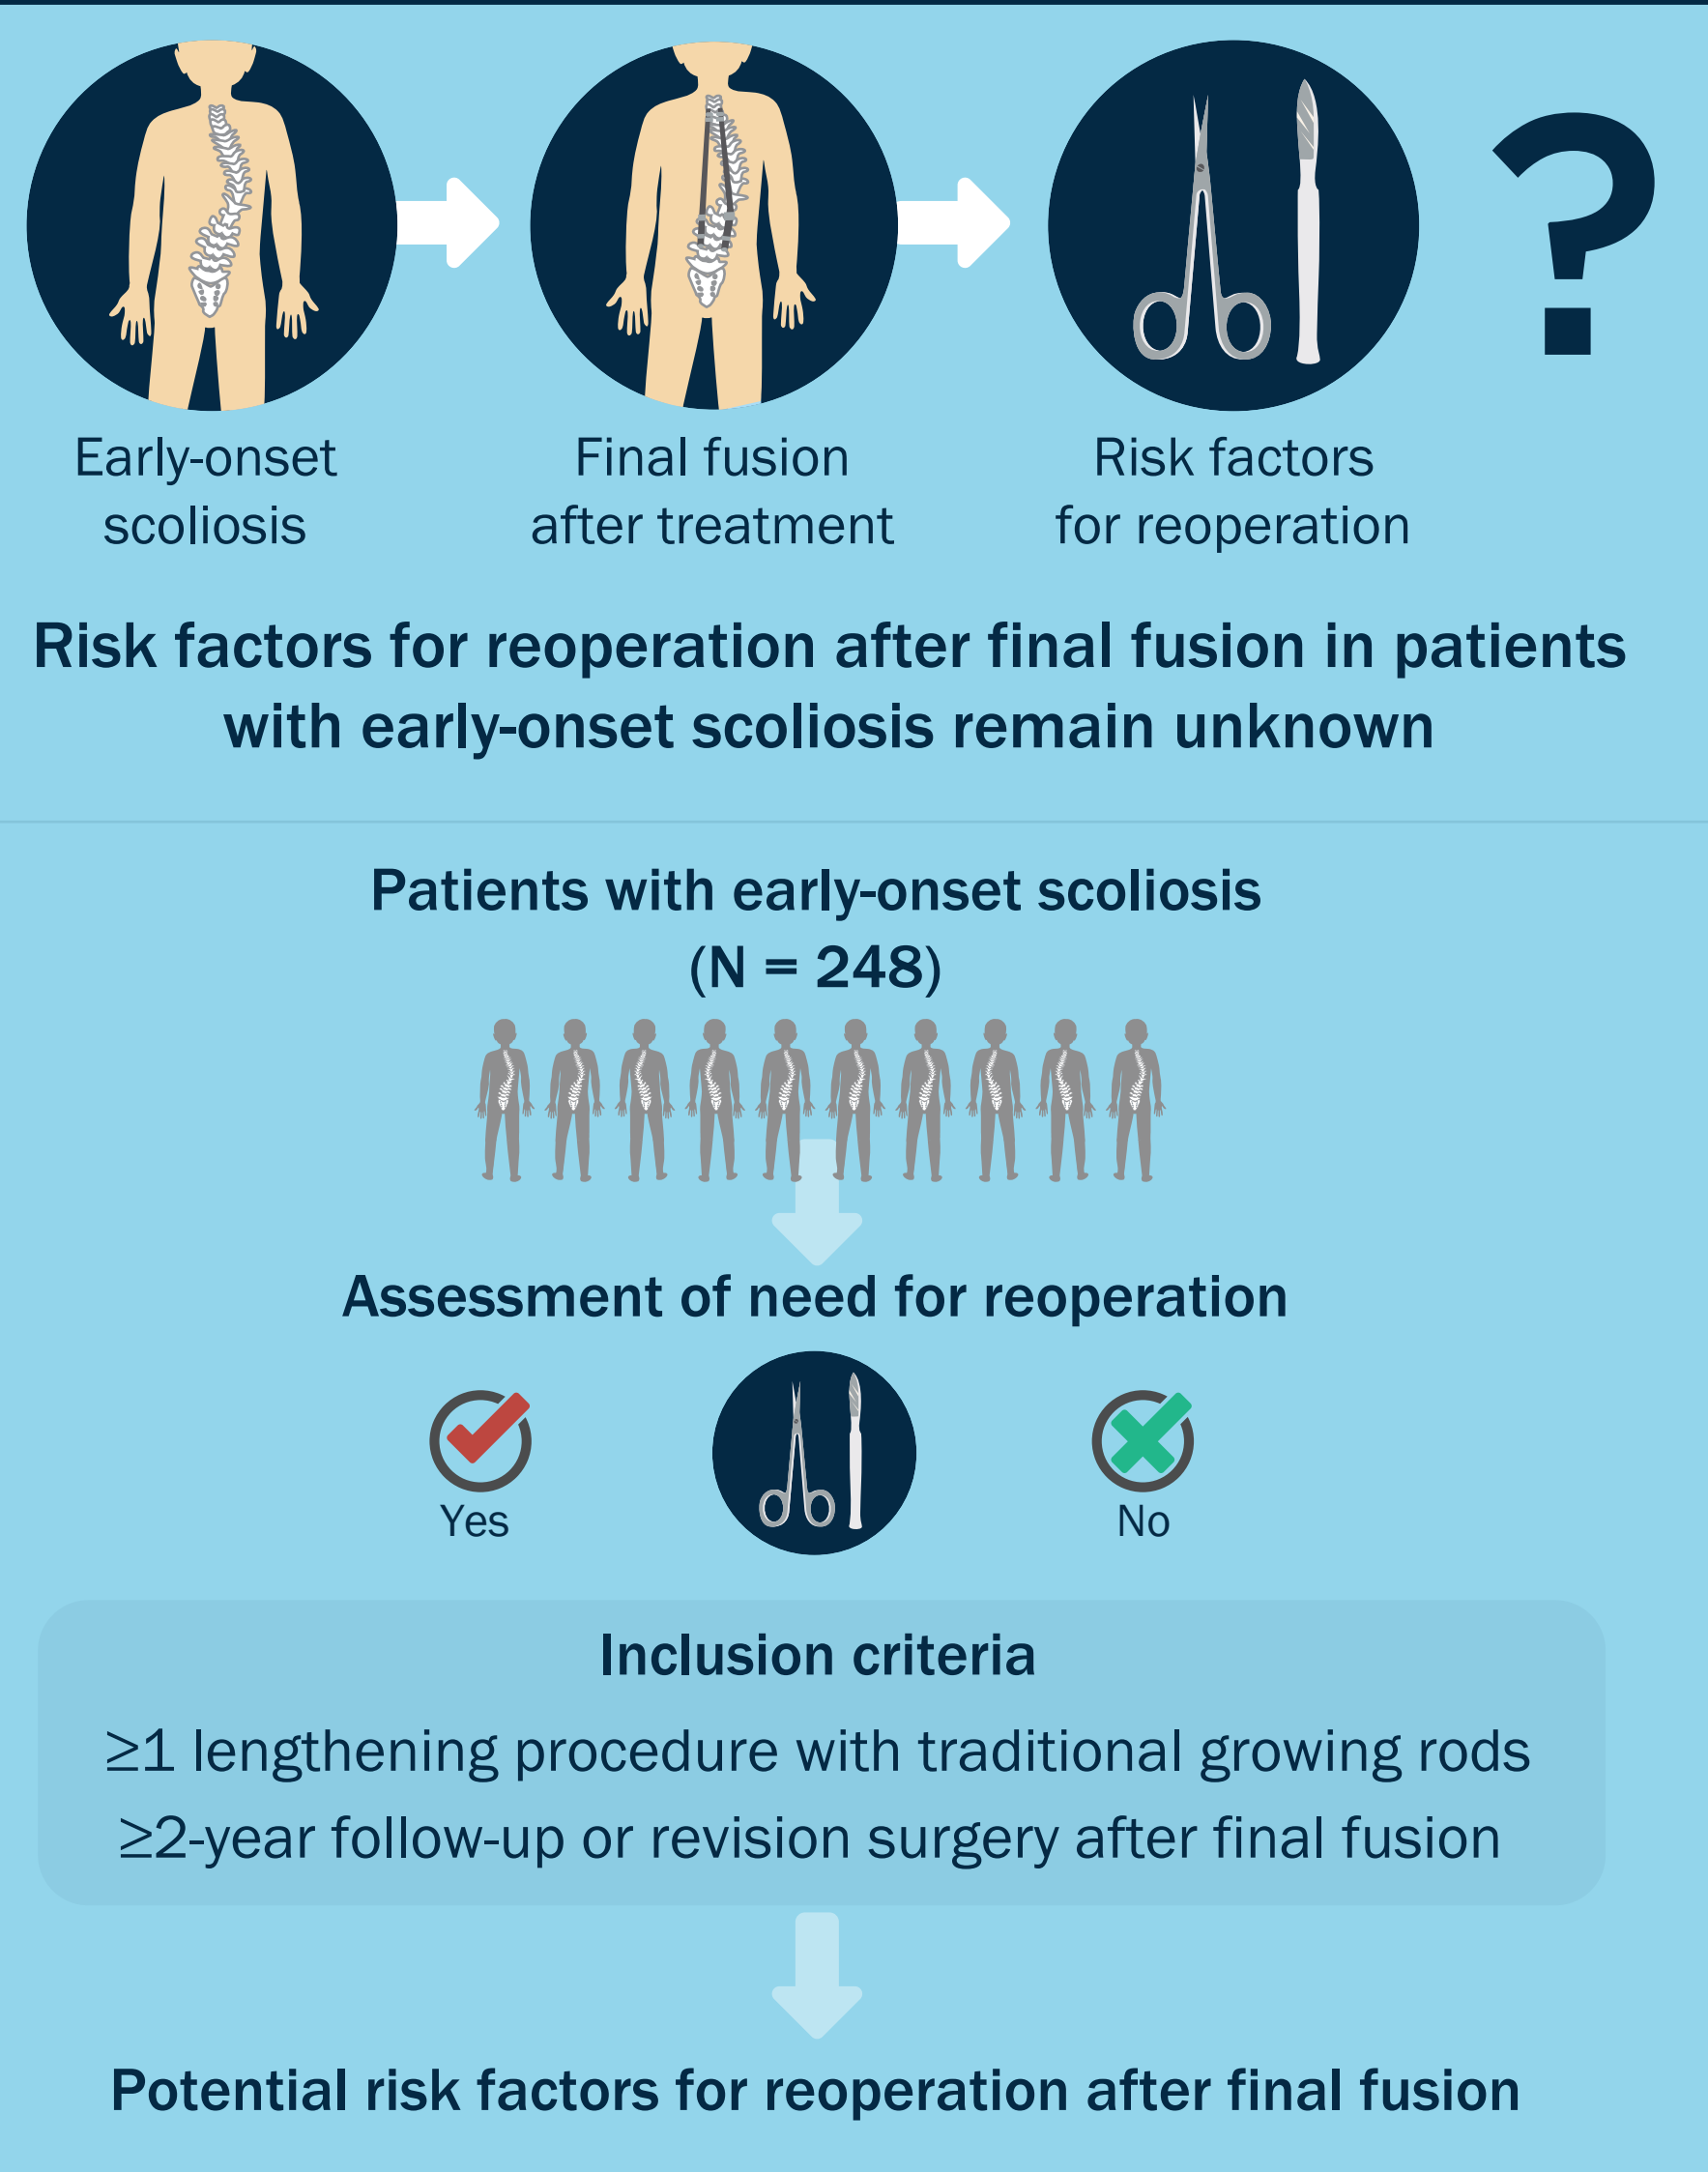 Early-onset
scoliosis
Final fusion
after treatment
Risk factors
for reoperation
?
Risk factors for reoperation after final fusion in patients
with early-onset scoliosis remain unknown
Patients with early-onset scoliosis
(N = 248)
Assessment of need for reoperation
Yes
No
Inclusion criteria
≥1 lengthening procedure with traditional growing rods
≥2-year follow-up or revision surgery after final fusion
Potential risk factors for reoperation after final fusion